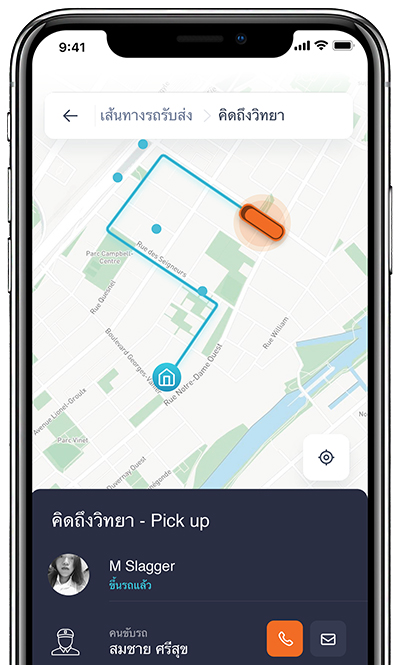 9:41
เส้นทางรถรับส่ง
คิดถึงวิทยา
Parc Campbell-
Centre
Rue des Seigneurs
Rue Quesnel
Rue William
Boulevard Georges-Van
Rue Notre-Dame Ouest
Avenue Lionel-Groulx
Parc Vinet
Duvernay Ouest
No
คิดถึงวิทยา - Pick up
M Slagger
ขึ้นรถแล้ว
คนขับรถ
สมชาย ศรีสุข